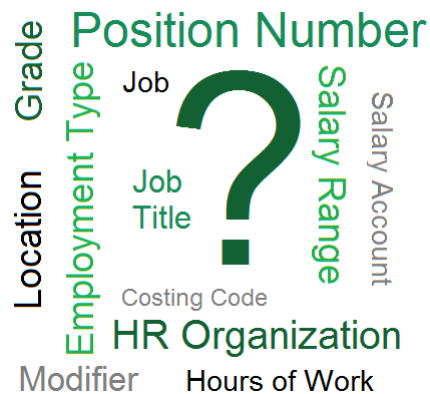 Position Number
Grade
Job
?
Employment Type
Salary Range
Salary Account
Job
Title
Location
Costing Code
HR Organization
Modifier
Hours of Work